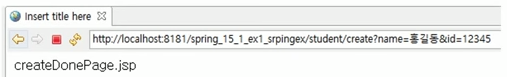 Insert title here
http://localhost:8181/spring_15_1_ex1_srpingex/student/create?name=홍길동&id=12345
createDonePage.jsp